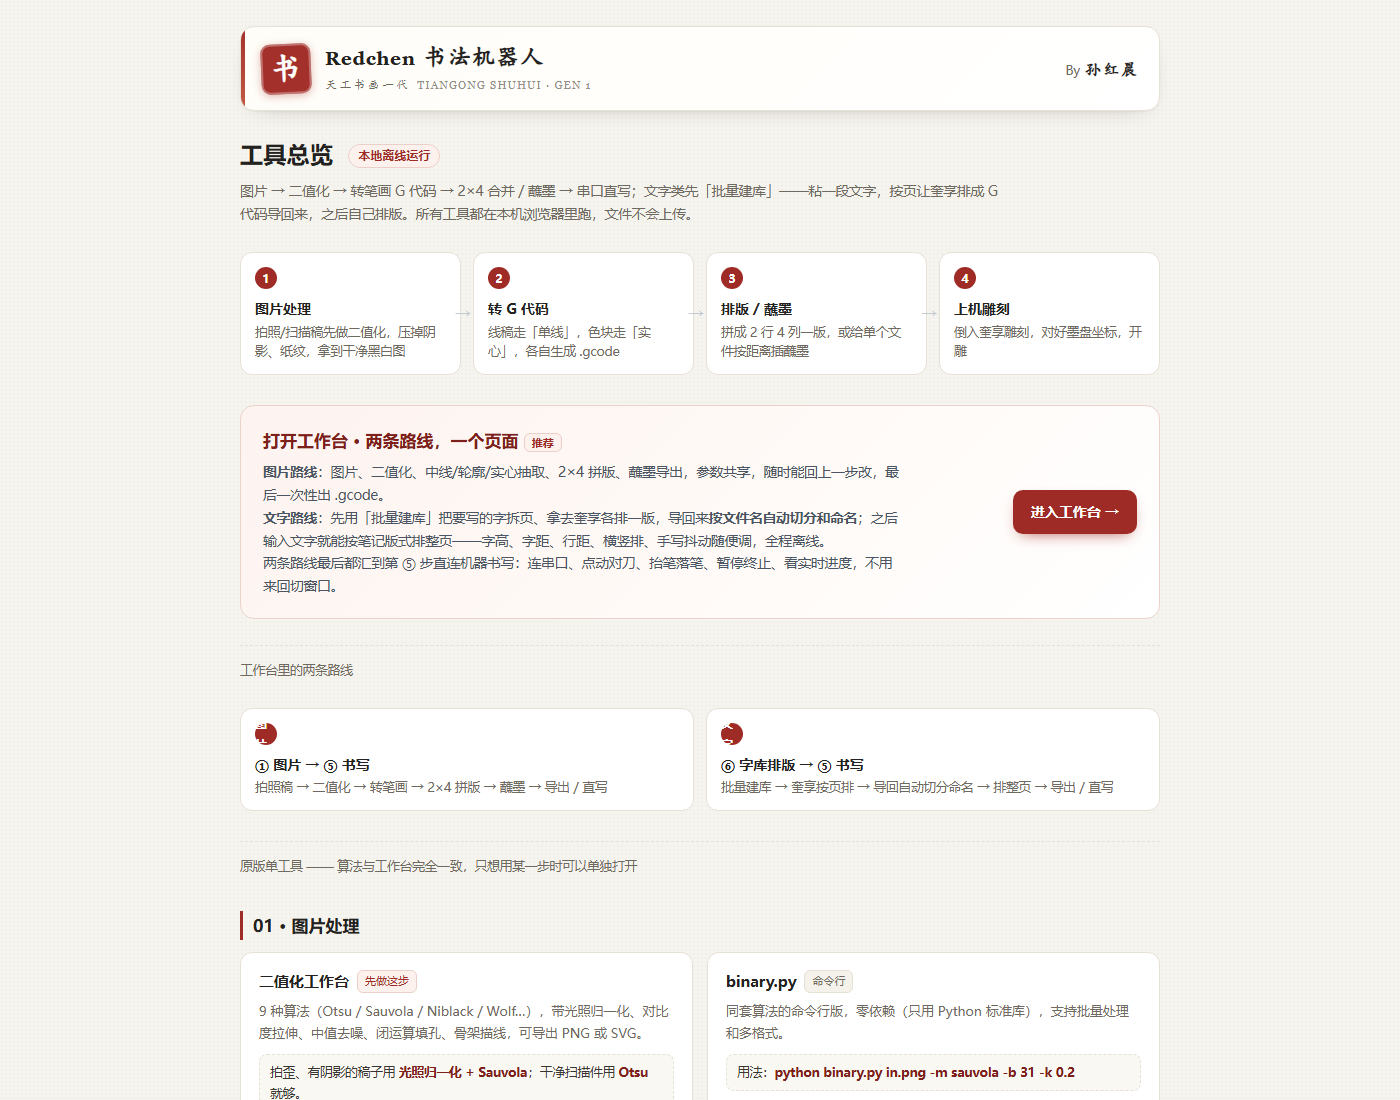 书
Redchen 书法机器人
天工书画一代 TIANGONG SHUHUI · GEN 1
By 孙红晨
工具总览 本地离线运行
图片 → 二值化 → 转笔画 G 代码 → 2×4 合并 / 蘸墨 → 串口直写；文字类先「批量建库」——粘一段文字，按页让奎享排成 G
代码导回来，之后自己排版。所有工具都在本机浏览器里跑，文件不会上传。
1
图片处理
拍照/扫描稿先做二值化，压掉阴
影、纸纹，拿到干净黑白图
→
2
转 G 代码
线稿走「单线」，色块走「实
心」，各自生成 .gcode
→
3
排版 / 蘸墨
拼成 2 行 4 列一版，或给单个文
件按距离插蘸墨
→
4
上机雕刻
倒入奎享雕刻，对好墨盘坐标，开
雕
打开工作台 · 两条路线，一个页面 推荐
图片路线：图片、二值化、中线/轮廓/实心抽取、2×4 拼版、蘸墨导出，参数共享，随时能回上一步改，最
后一次性出 .gcode。
文字路线：先用「批量建库」把要写的字拆页、拿去奎享各排一版，导回来按文件名自动切分和命名；之后
输入文字就能按笔记版式排整页——字高、字距、行距、横竖排、手写抖动随便调，全程离线。
两条路线最后都汇到第 ⑤ 步直连机器书写：连串口、点动对刀、抬笔落笔、暂停终止、看实时进度，不用
来回切窗口。
进入工作台 →
工作台里的两条路线
① 图片 → ⑤ 书写
拍照稿 → 二值化 → 转笔画 → 2×4 拼版 → 蘸墨 → 导出 / 直写
⑥ 字库排版 → ⑤ 书写
批量建库 → 奎享按页排 → 导回自动切分命名 → 排整页 → 导出 / 直写
原版单工具 —— 算法与工作台完全一致，只想用某一步时可以单独打开
01 · 图片处理
二值化工作台 先做这步
9 种算法（Otsu / Sauvola / Niblack / Wolf…），带光照归一化、对比
度拉伸、中值去噪、闭运算填孔、骨架描线，可导出 PNG 或 SVG。
拍歪、有阴影的稿子用 光照归一化 + Sauvola；干净扫描件用 Otsu
就够。
binary.py 命令行
同套算法的命令行版，零依赖（只用 Python 标准库），支持批量处理
和多格式。
用法：python binary.py in.png -m sauvola -b 31 -k 0.2